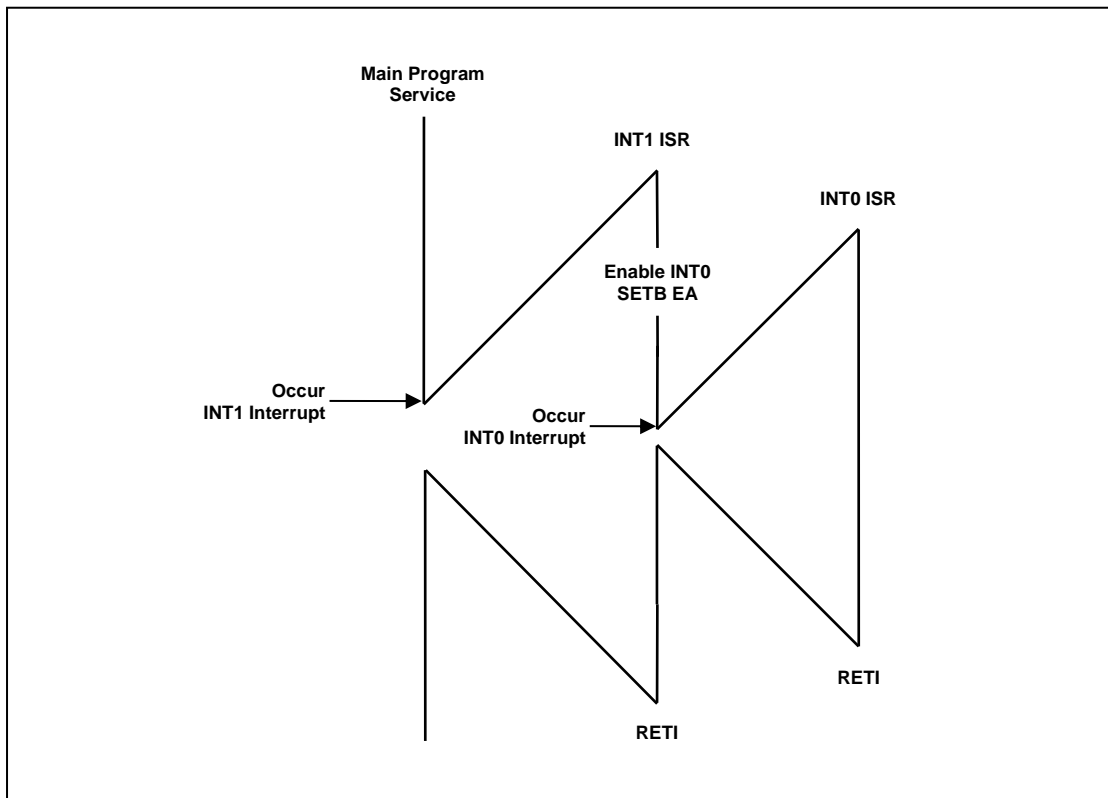 Main Program
Service
INT1 ISR
INT0 ISR
Enable INT0
SETB EA
Occur
INT1 Interrupt
Occur
INT0 Interrupt
RETI
RETI